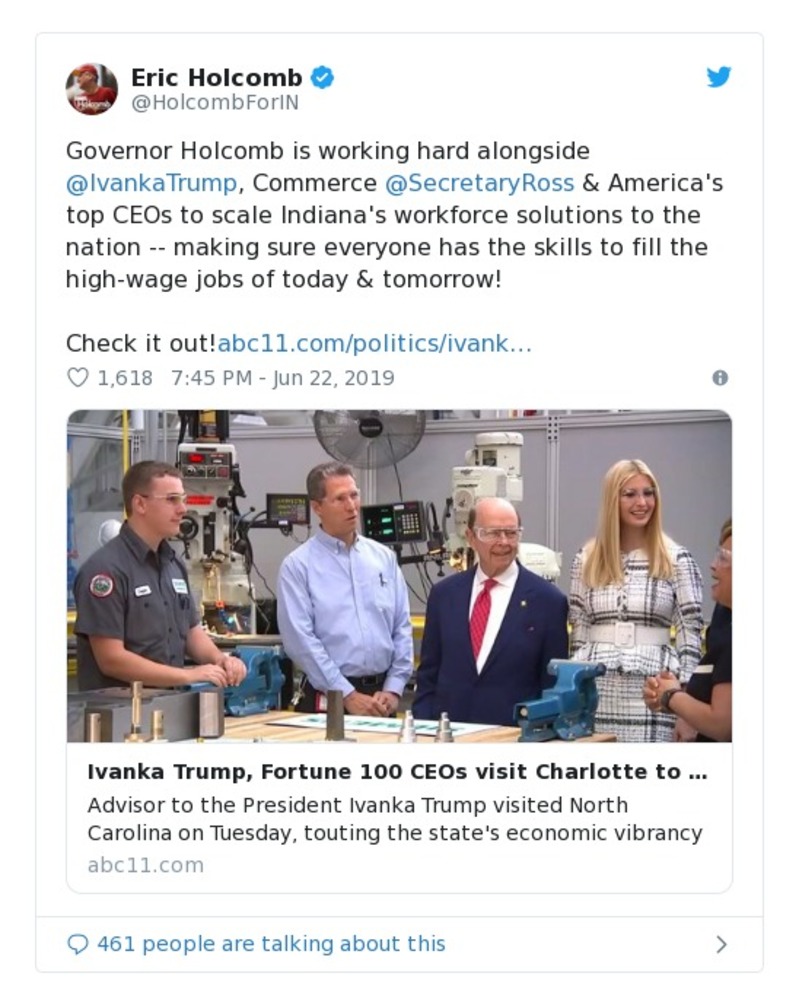 Eric Holcomb
@HolcombForIN
Governor Holcomb is working hard alongside
@IvankaTrump, Commerce @SecretaryRoss & America's
top CEOs to scale Indiana's workforce solutions to the
nation -- making sure everyone has the skills to fill the
high-wage jobs of today & tomorrow!
Check it out!abc11.com/politics/ivank…
1,618 7:45 PM - Jun 22, 2019
Ivanka Trump, Fortune 100 CEOs visit Charlotte to …
Advisor to the President Ivanka Trump visited North
Carolina on Tuesday, touting the state's economic vibrancy
abc11.com
461 people are talking about this